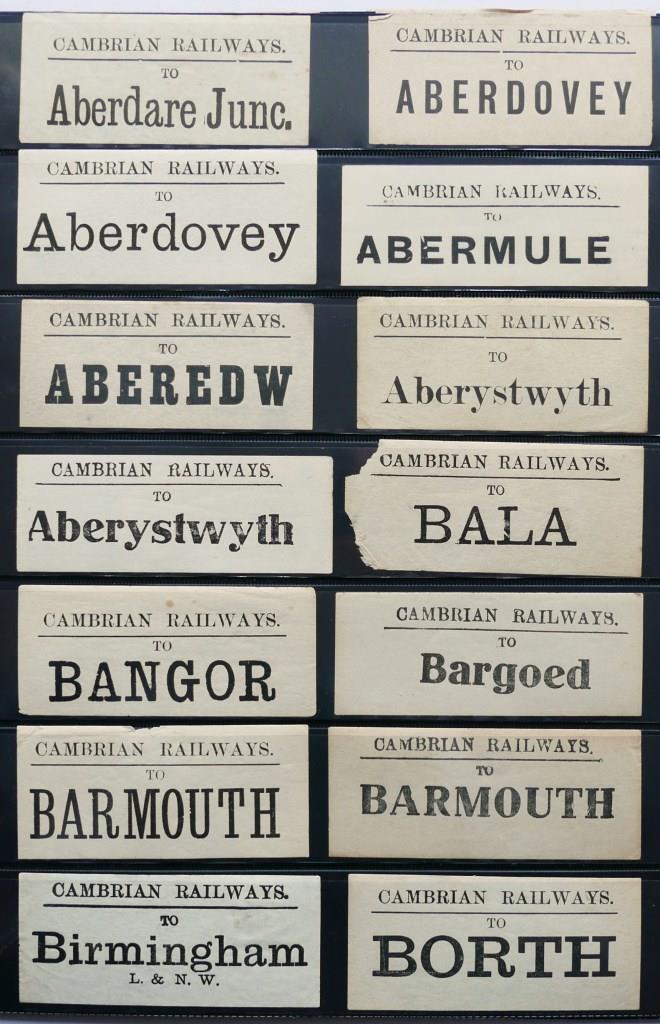 CAMBRIAN RAILWAYS.
TO
Aberdare Junc.
CAMBRIAN RAILWAYS.
TO
ABERDOVEY
CAMBRIAN RAILWAYS.
TO
Aberdovey
CAMBRIAN RAILWAYS.
TO
ABERMULE
CAMBRIAN RAILWAYS.
TO
ABEREDW
CAMBRIAN RAILWAYS.
TO
Aberystwyth
CAMBRIAN RAILWAYS.
TO
Aberystwyth
CAMBRIAN RAILWAYS.
TO
BALA
CAMBRIAN RAILWAYS.
TO
BANGOR
CAMBRIAN RAILWAYS.
TO
Bargoed
CAMBRIAN RAILWAYS.
TO
BARMOUTH
CAMBRIAN RAILWAYS.
TO
BARMOUTH
CAMBRIAN RAILWAYS.
TO
Birmingham
L. & N. W.
CAMBRIAN RAILWAYS.
TO
BORTH